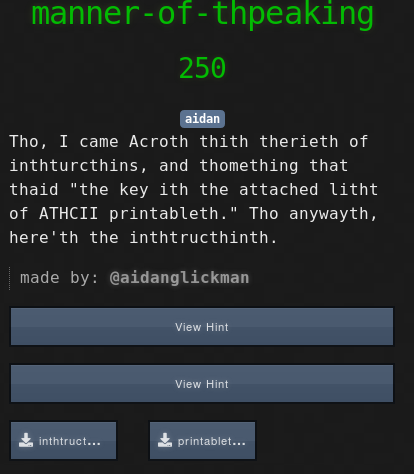 manner-of-thpeaking
250
aidan
Tho, I came Acroth thith therieth of
inthturcthins, and thomething that
thaid "the key ith the attached litht
of ATHCII printableth." Tho anywayth,
here'th the inthtructhinth.
made by: @aidanglickman
View Hint
View Hint
inthtruct... printablet...